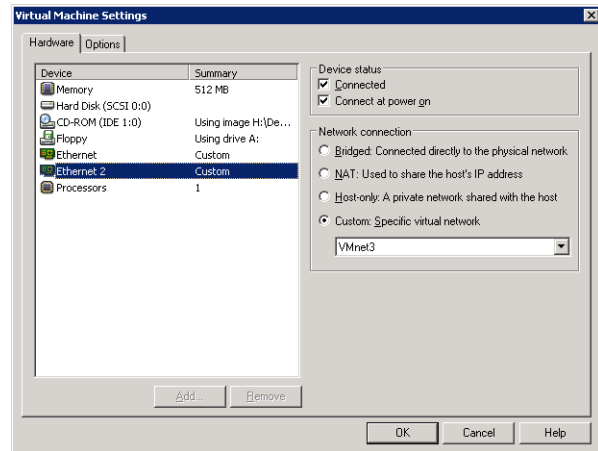 Virtual Machine Settings
Hardware
Options
Device
Summary
Memory
512 MB
Hard Disk (SCSI 0:0)
CD-ROM (IDE 1:0)
Using image H:\De...
Floppy
Using drive A:
Ethernet
Custom
Ethernet 2
Custom
Processors
1
Add...
Remove
Device status
Connected
Connect at power on
Network connection
Bridged: Connected directly to the physical network
NAT: Used to share the host's IP address
Host-only: A private network shared with the host
Custom: Specific virtual network
VMnet3
OK
Cancel
Help